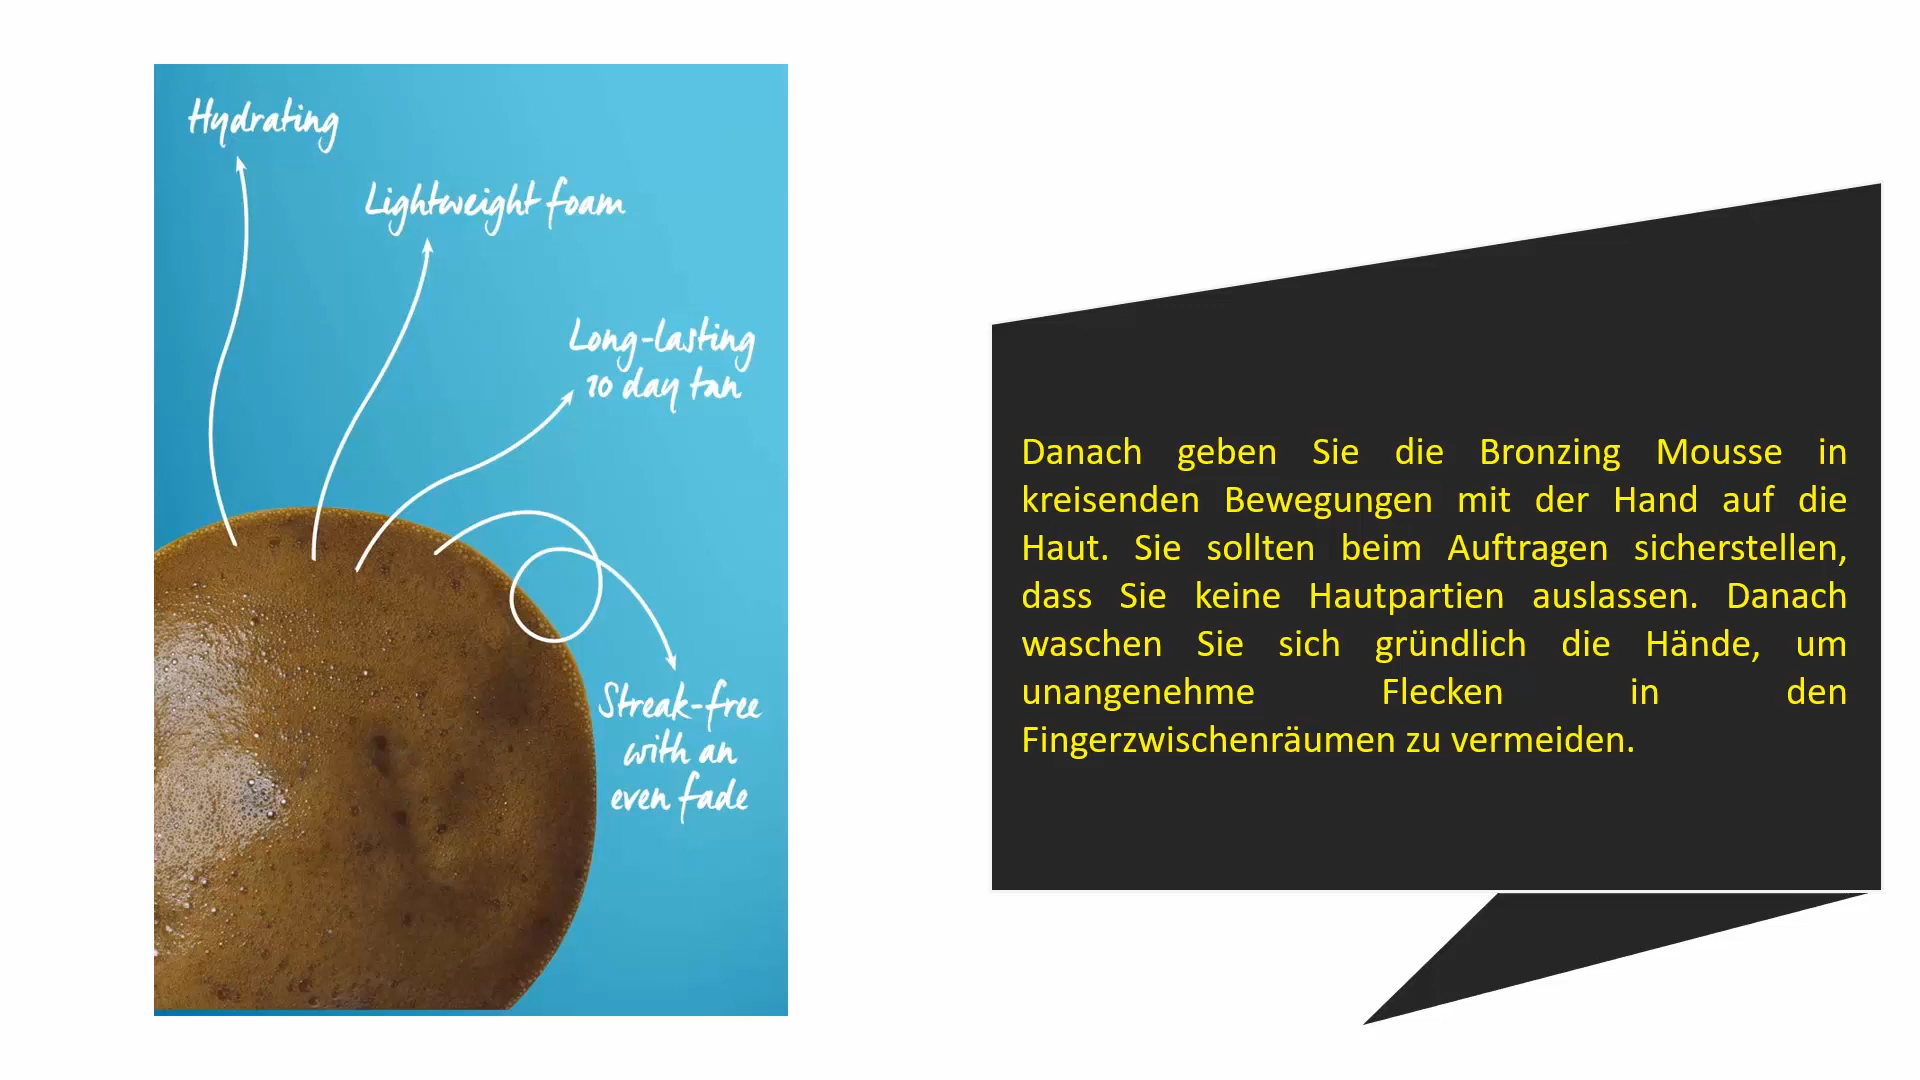 Hydrating
Lightweight foam
Long-lasting
10 day tan
Streak-free
with an
even fade
Danach geben Sie die Bronzing Mousse in
kreisenden Bewegungen mit der Hand auf die
Haut. Sie sollten beim Auftragen sicherstellen,
dass Sie keine Hautpartien auslassen. Danach
waschen Sie sich gründlich die Hände, um
unangenehme Flecken in den
Fingerzwischenräumen zu vermeiden.